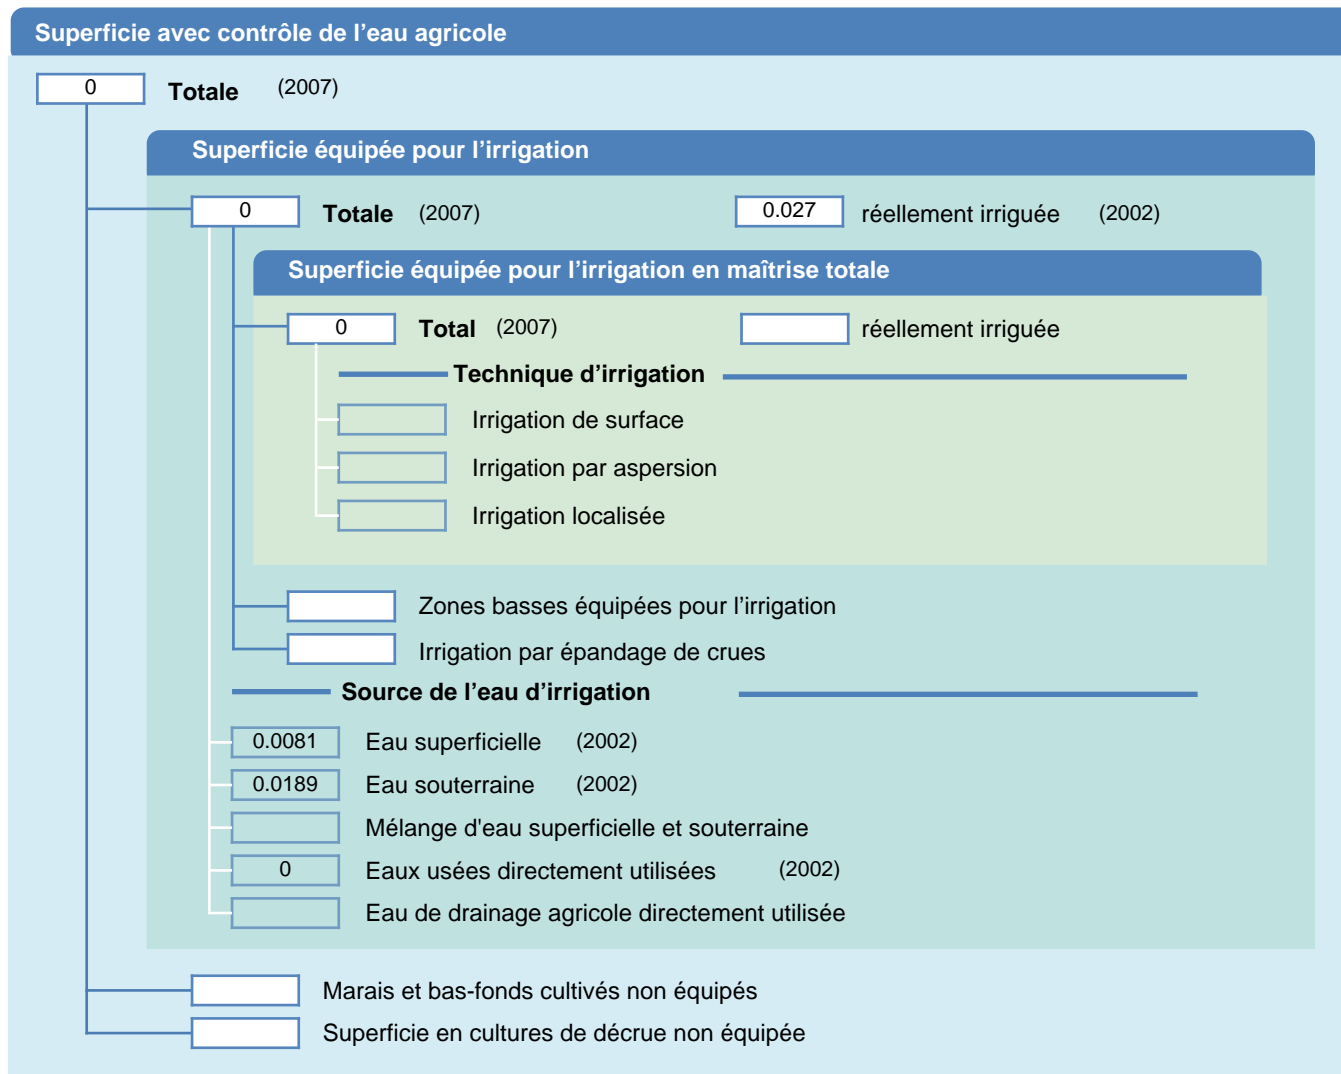 Superficie avec contrôle de l’eau agricole
0 Totale (2007)
Superficie équipée pour l’irrigation
0 Totale (2007) 0.027 réellement irriguée (2002)
Superficie équipée pour l’irrigation en maîtrise totale
0 Total (2007) réellement irriguée
Technique d’irrigation
Irrigation de surface
Irrigation par aspersion
Irrigation localisée
Zones basses équipées pour l’irrigation
Irrigation par épandage de crues
Source de l’eau d’irrigation
0.0081 Eau superficielle (2002)
0.0189 Eau souterraine (2002)
Mélange d'eau superficielle et souterraine
0 Eaux usées directement utilisées (2002)
Eau de drainage agricole directement utilisée
Marais et bas-fonds cultivés non équipés
Superficie en cultures de décrue non équipée